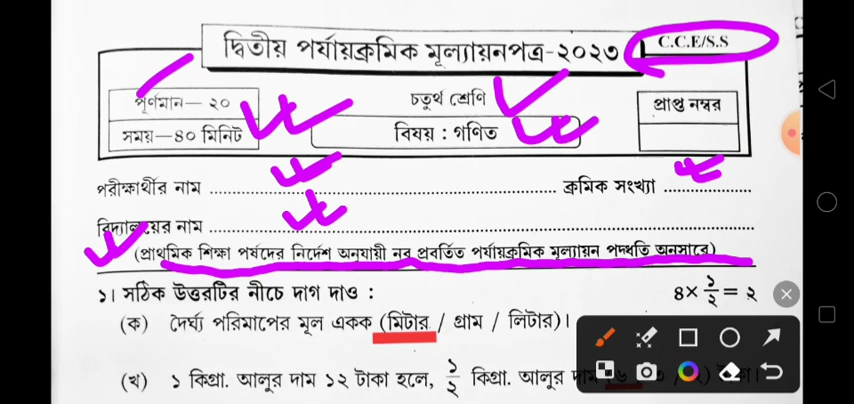 দ্বিতীয় পর্যায়ক্রমিক মূল্যায়নপত্র-২০২৩
C.C.E/S.S
পূর্ণমান— ২০
চতুর্থ শ্রেণি
প্রাপ্ত নম্বর
সময়— ৪০ মিনিট
বিষয় : গণিত
পরীক্ষার্থীর নাম ........................ ক্রমিক সংখ্যা ................
বিদ্যালয়ের নাম ........................
(প্রাথমিক শিক্ষা পর্ষদের নির্দেশ অনুযায়ী নব প্রবর্তিত পর্যায়ক্রমিক মূল্যায়ন পদ্ধতি অনুসারে)
১। সঠিক উত্তরটির নীচে দাগ দাও : ৪× ১/২ = ২
(ক) দৈর্ঘ্য পরিমাপের মূল একক (মিটার / গ্রাম / লিটার)।
(খ) ১ কিগ্রা. আলুর দাম ১২ টাকা হলে, ১/২ কিগ্রা. আলুর দাম